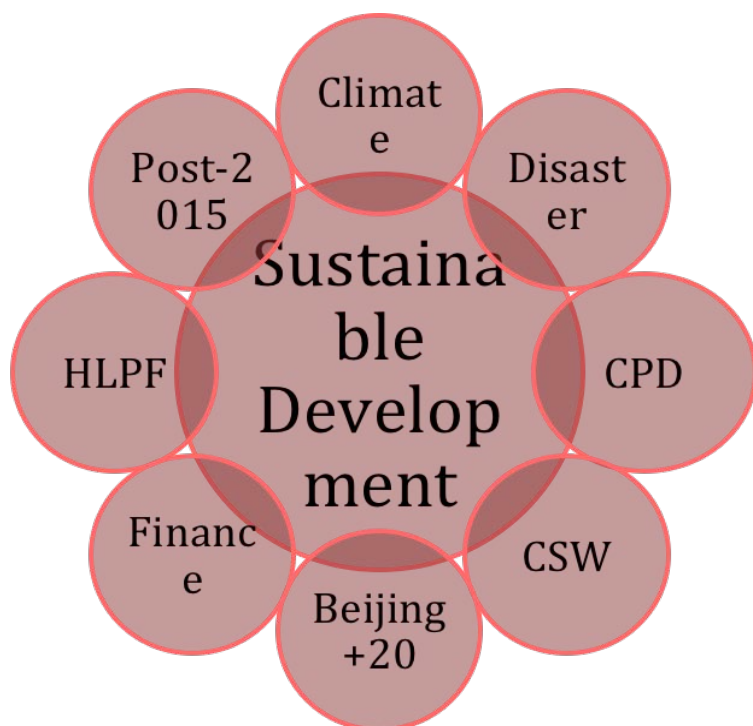 Climat
e
Disast
er
CPD
CSW
Beijing
+20
Financ
e
HLPF
Post-2
015
Sustaina
ble
Develop
ment